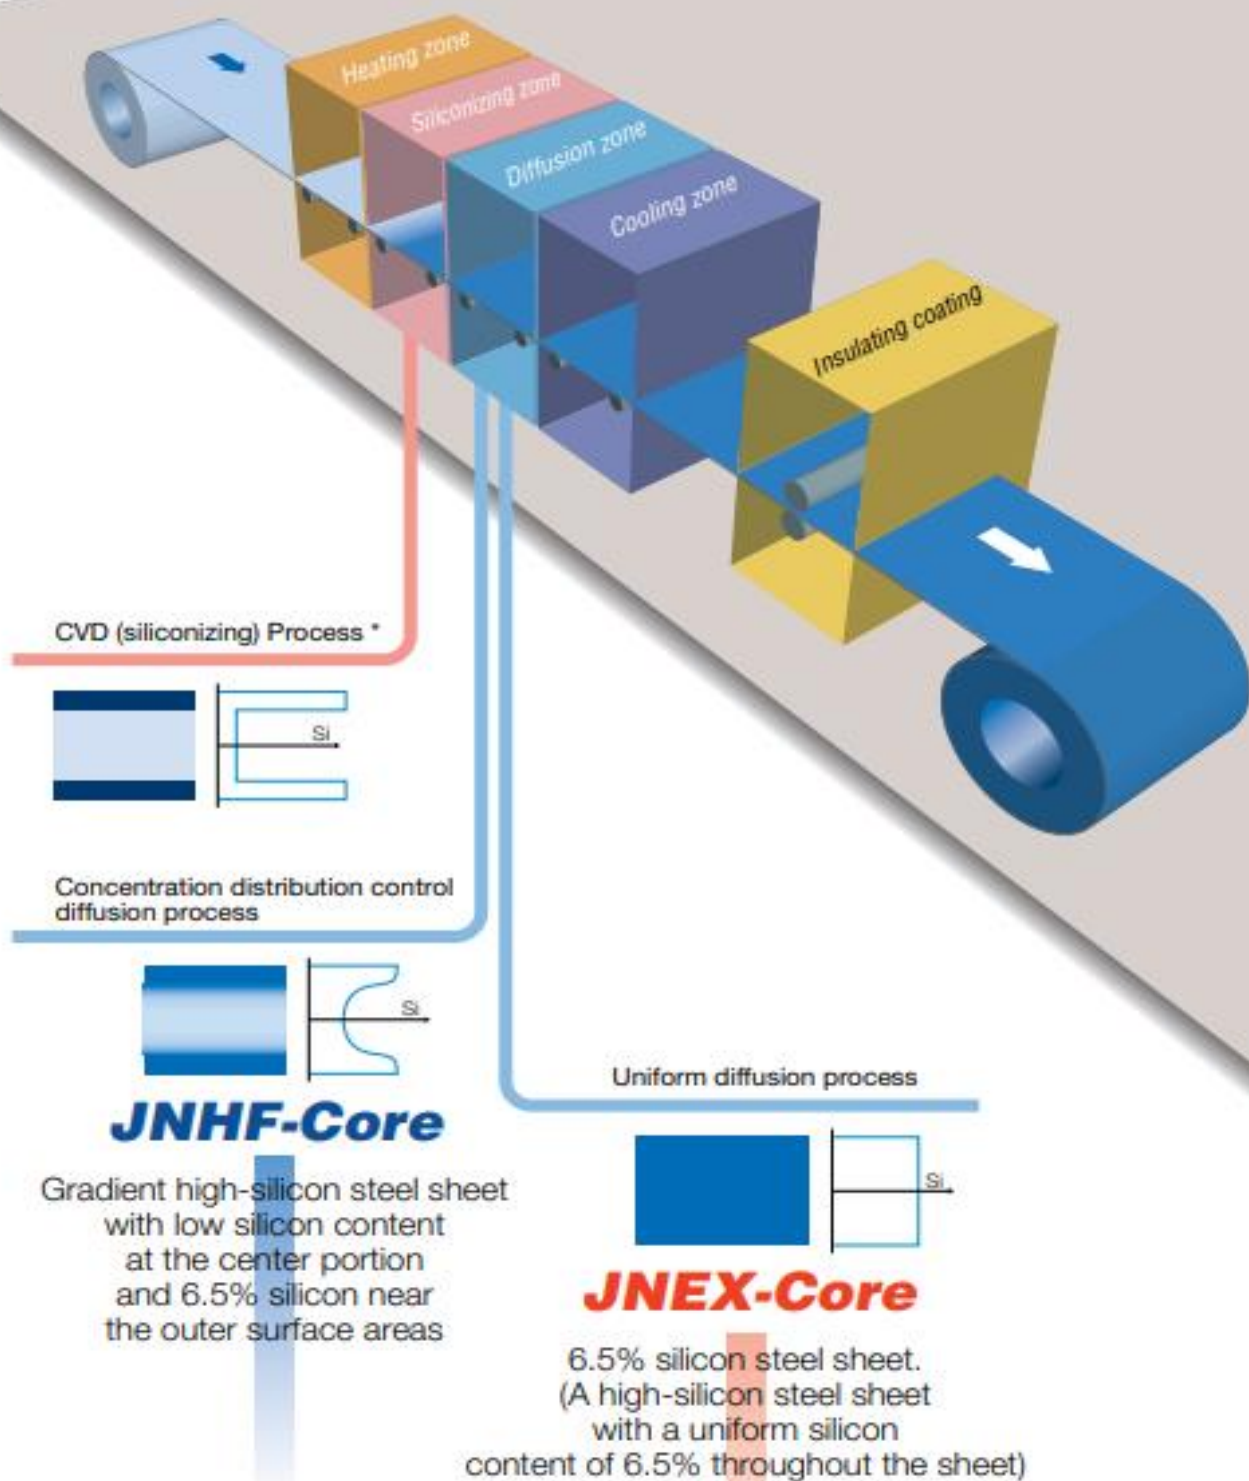 Heating zone
Siliconizing zone
Diffusion zone
Cooling zone
Insulating coating
CVD (siliconizing) Process *
Si
Concentration distribution control
diffusion process
Si
JNHF-Core
Gradient high-silicon steel sheet
with low silicon content
at the center portion
and 6.5% silicon near
the outer surface areas
Uniform diffusion process
Si
JNEX-Core
6.5% silicon steel sheet.
(A high-silicon steel sheet
with a uniform silicon
content of 6.5% throughout the sheet)